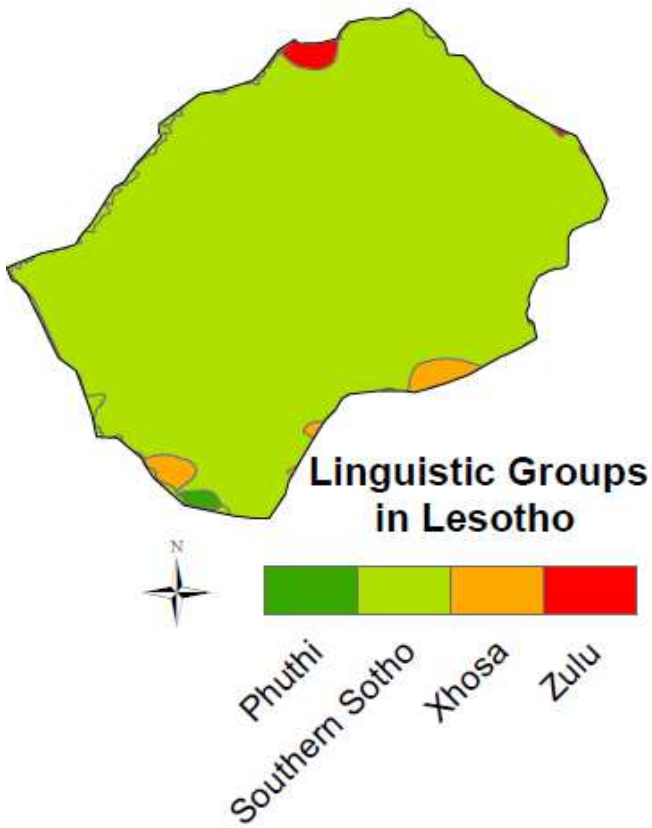 Linguistic Groups
in Lesotho
N
Phuthi
Southern Sotho
Xhosa
Zulu